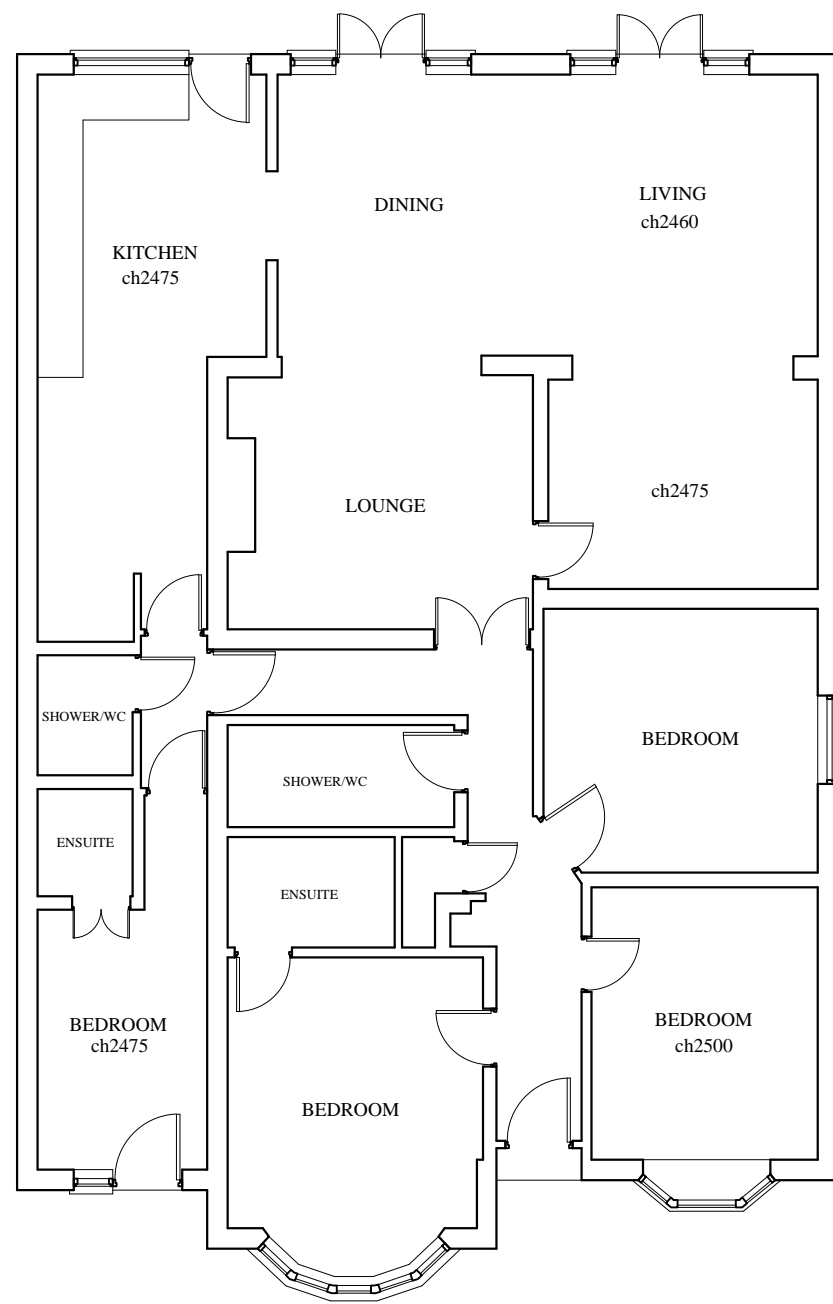 LIVING
ch2460
DINING
KITCHEN
ch2475
ch2475
LOUNGE
SHOWER/WC
BEDROOM
SHOWER/WC
ENSUITE
ENSUITE
BEDROOM
ch2475
BEDROOM
ch2500
BEDROOM